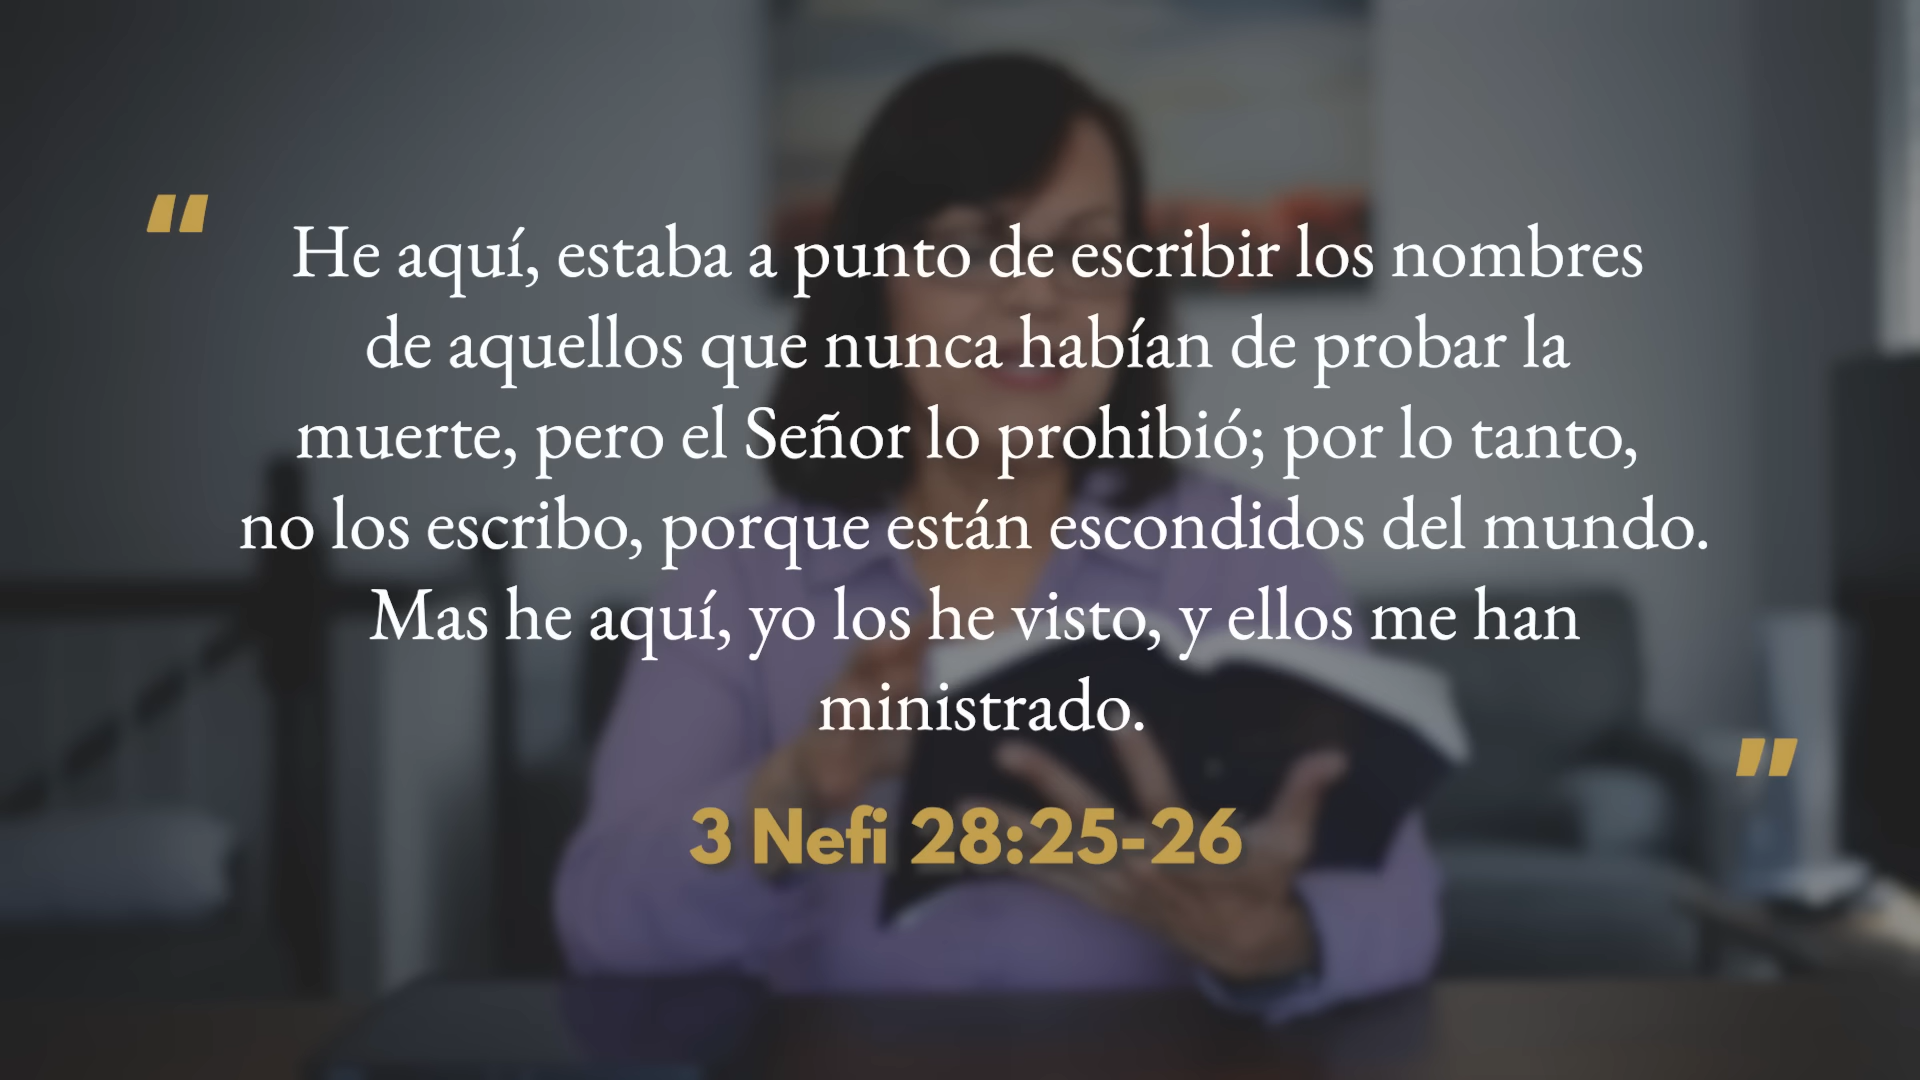 “
He aquí, estaba a punto de escribir los nombres
de aquellos que nunca habían de probar la
muerte, pero el Señor lo prohibió; por lo tanto,
no los escribo, porque están escondidos del mundo.
Mas he aquí, yo los he visto, y ellos me han
ministrado.
”
3 Nefi 28:25-26